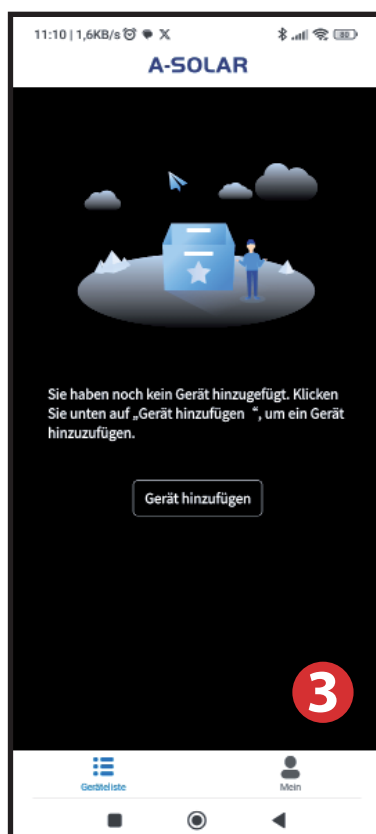 11:10 | 1,6KB/s
A-SOLAR
Sie haben noch kein Gerät hinzugefügt. Klicken
Sie unten auf „Gerät hinzufügen “, um ein Gerät
hinzuzufügen.
Gerät hinzufügen
3
Geräteliste
Mein